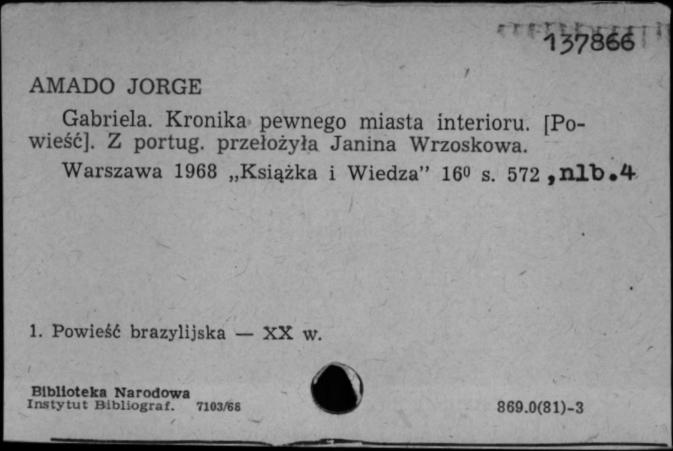 137866
AMADO JORGE
Gabriela. Kronika pewnego miasta interioru. [Po-
wieść]. Z portug. przełożyła Janina Wrzoskowa.
Warszawa 1968 „Książka i Wiedza” 16⁰ s. 572 , nlb.4
1. Powieść brazylijska — XX w.
Biblioteka Narodowa
Instytut Bibliograf. 7103/68
869.0(81)-3